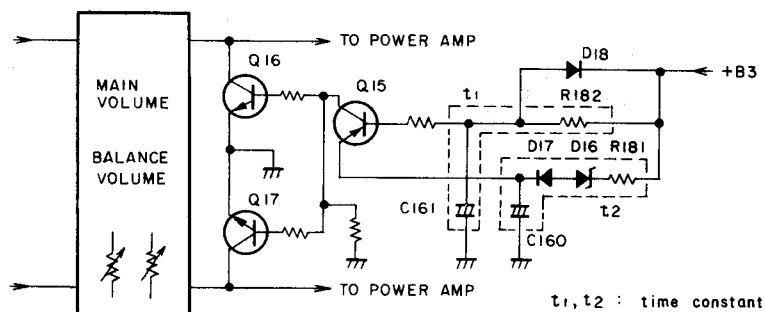 TO POWER AMP
Q16
D18
+B3
Q15
t1
MAIN
VOLUME
R182
BALANCE
VOLUME
D17 D16 R181
Q17
t2
C161
C160
TO POWER AMP
t1, t2 : time constant